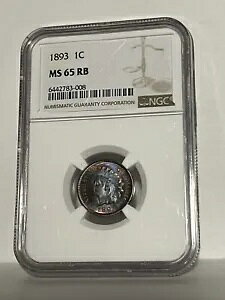 1893 1C
MS 65 RB
6442783-008
NUMISMATIC GUARANTY CORPORATION
NGC